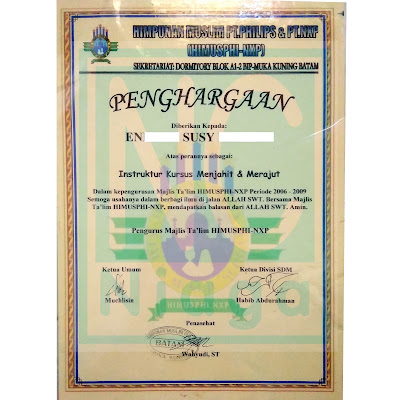 HIMPUNAN MUSLIM PT.PHILIPS & PT.NXP
(HIMUSPHI-NXP)
SEKRETARIAT: DORMITORY BLOK A1-2 BIP-MUKA KUNING BATAM
PENGHARGAAN
Diberikan Kepada:
EN SUSY
Atas perannya sebagai:
Instruktur Kursus Menjahit & Merajut
Dalam kepengurusan Majlis Ta'lim HIMUSPHI-NXP Periode 2006 - 2009
Semoga usahanya dalam berbagi ilmu di jalan ALLAH SWT. Bersama Majlis
Ta'lim HIMUSPHI-NXP, mendapatkan balasan dari ALLAH SWT. Amin.
Pengurus Majlis Ta'lim HIMUSPHI-NXP
Ketua Umum
Ketua Divisi SDM
Muchlisin
Habib Abdurahman
Niaga
HIMUSPHI NXP
Penasehat
BATAM
Wahyudi, ST